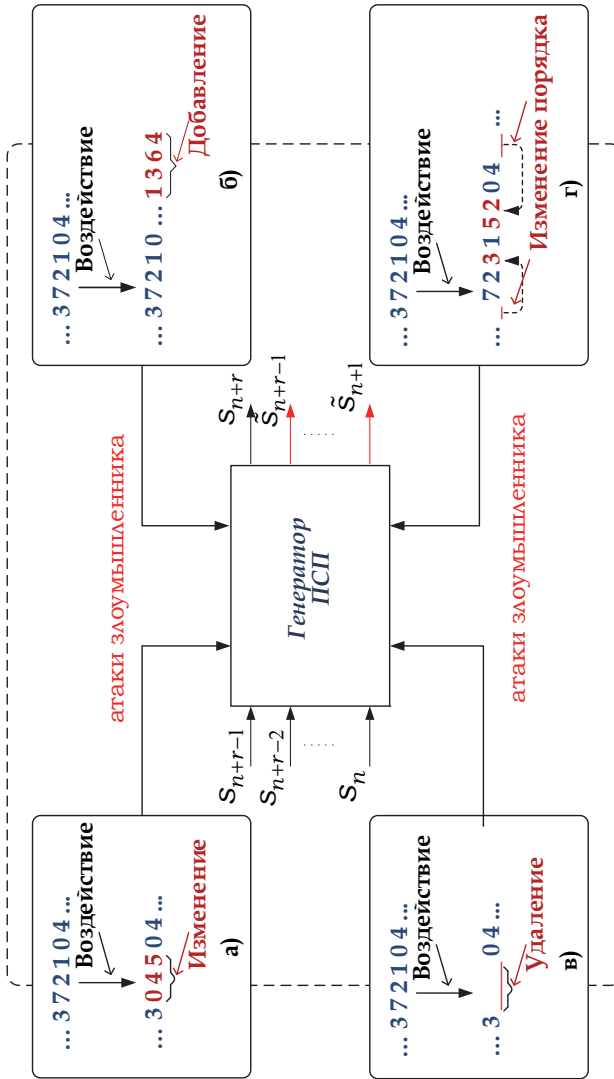 ... 3 7 2 1 0 4 ...
Воздействие
... 3 0 4 5 0 4 ...
Изменение
а)
... 3 7 2 1 0 4 ...
Воздействие
... 3 7 2 1 0 ... 1 3 6 4
Добавление
б)
атаки злоумышленника
s_{n+r−1}
s_{n+r−2}
.....
s_n
Генератор
ПСП
s_{n+r}
s̃_{n+r−1}
.....
s̃_{n+1}
атаки злоумышленника
... 3 7 2 1 0 4 ...
Воздействие
... 3 _ 0 4 ...
Удаление
в)
... 3 7 2 1 0 4 ...
Воздействие
... _ 7 2 3 1 5 2 0 4 _ ...
Изменение порядка
г)